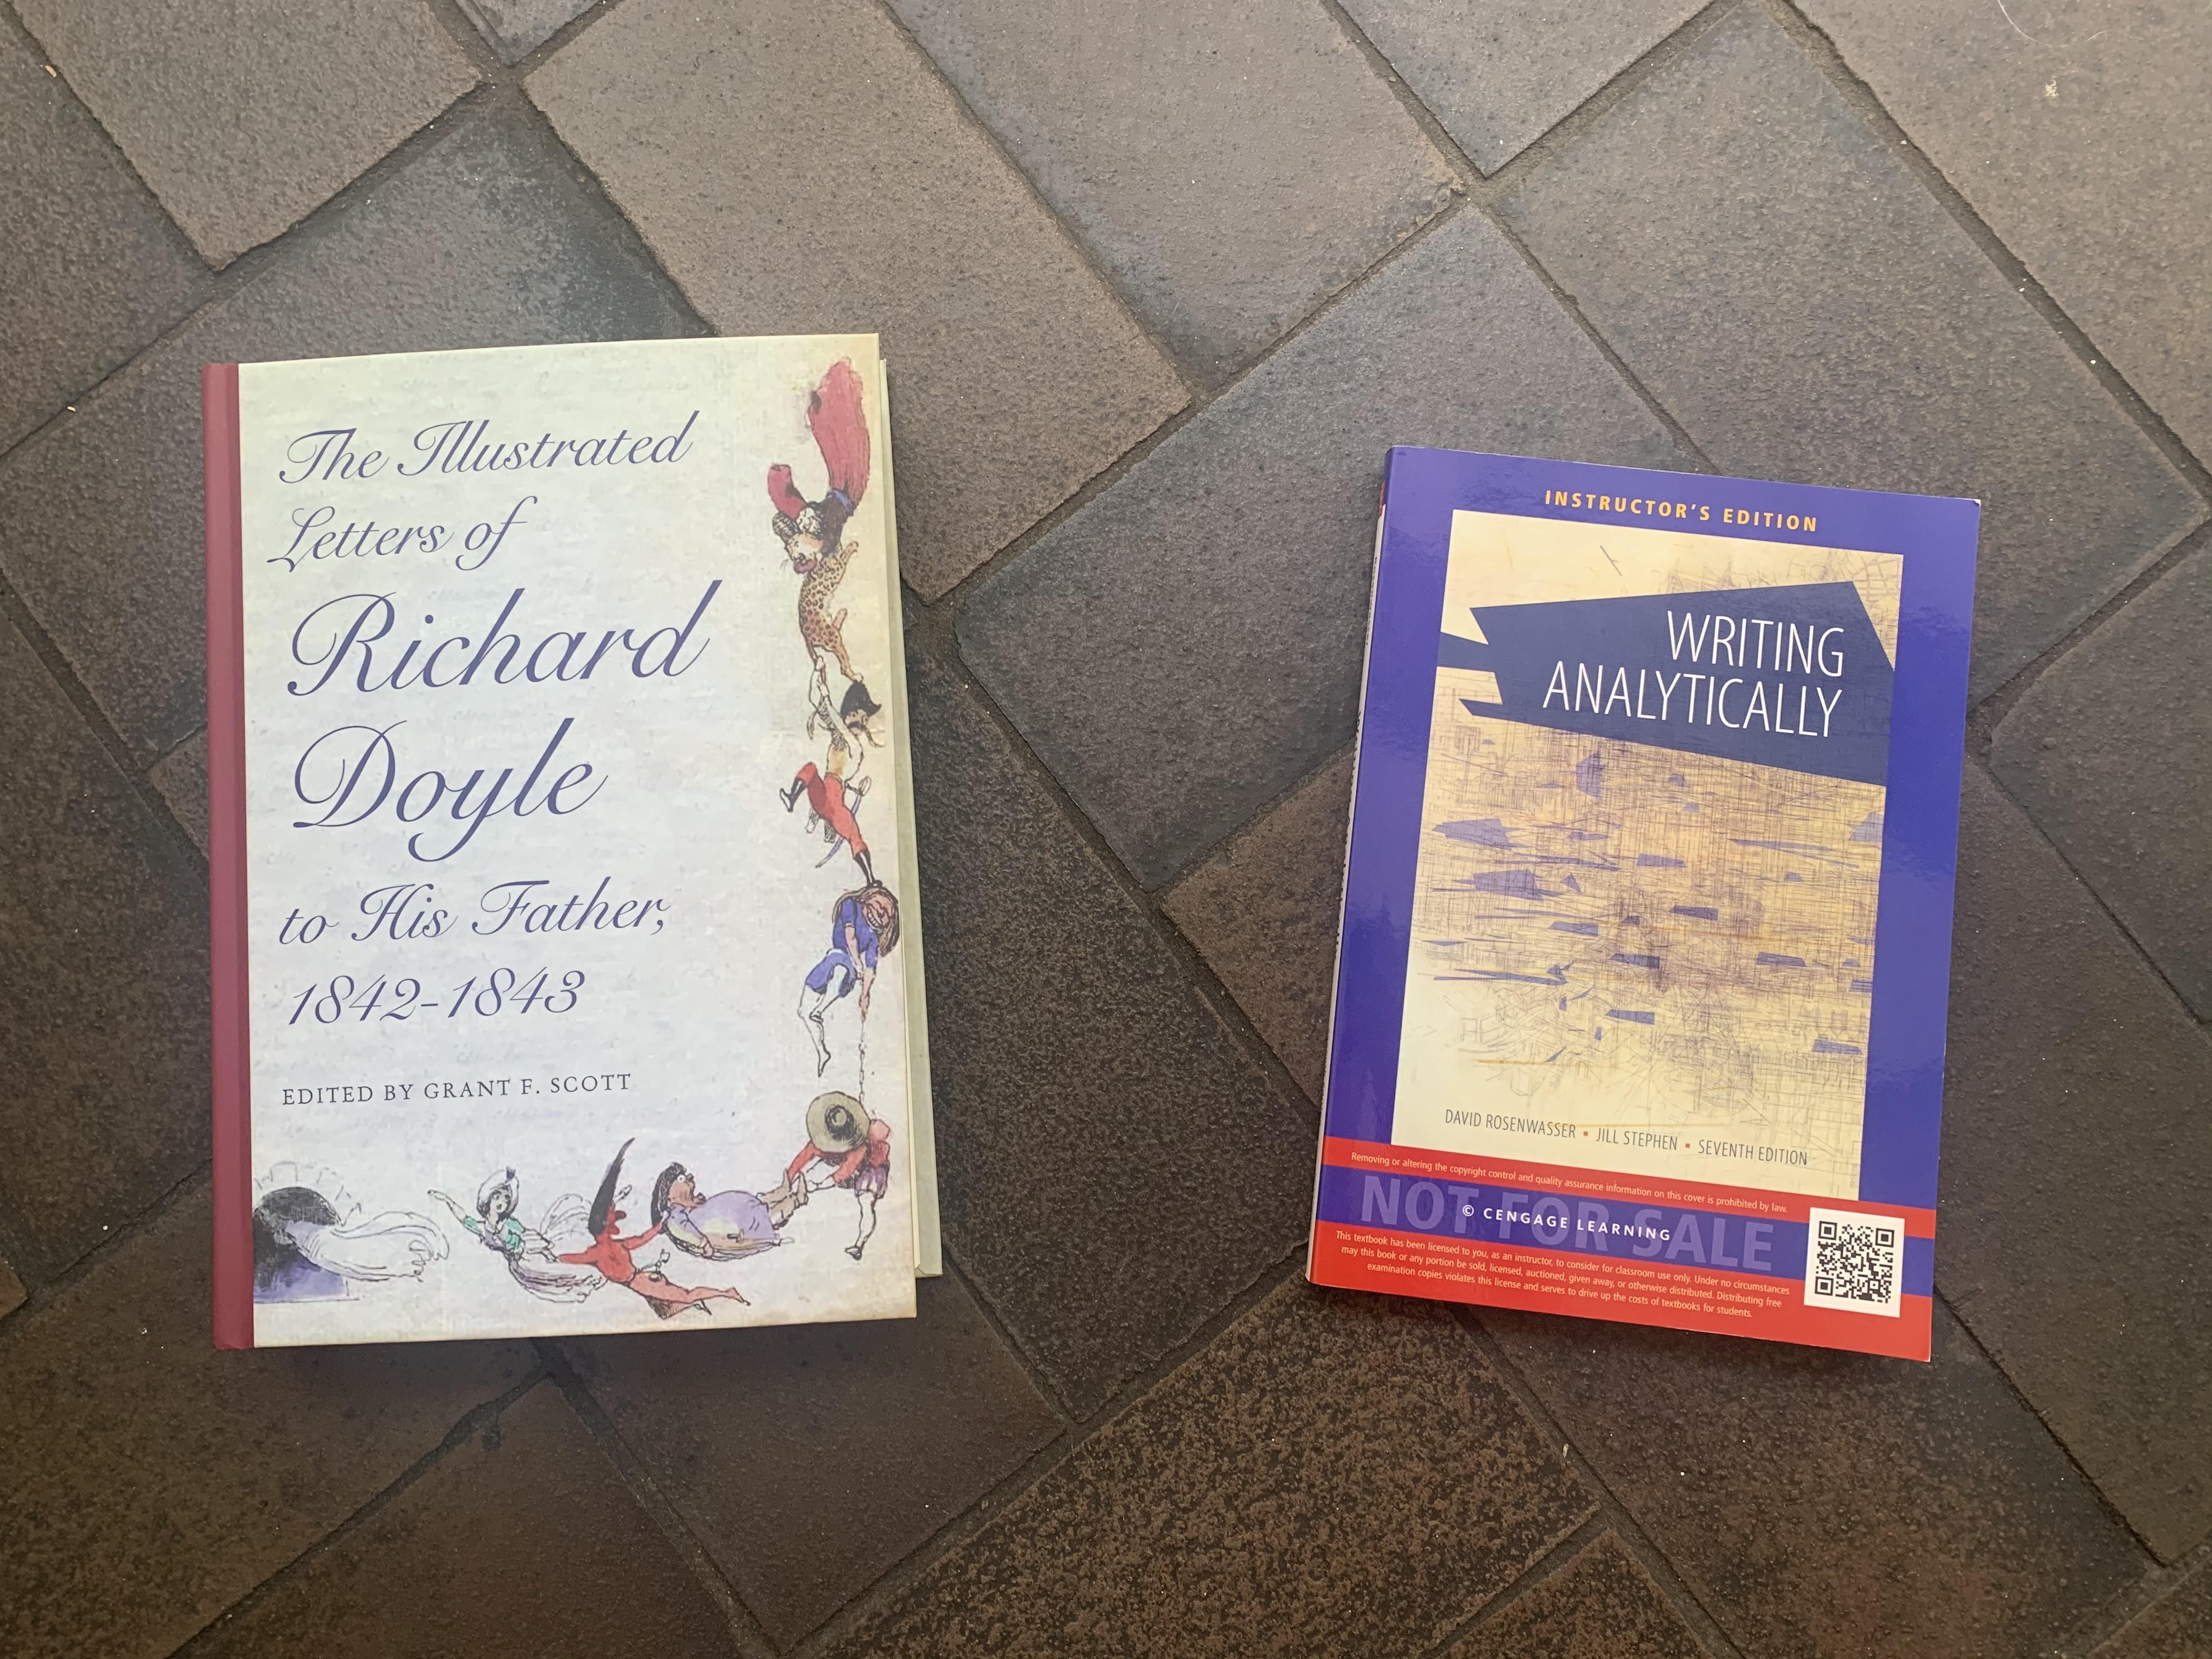 The Illustrated
Letters of
Richard
Doyle
to His Father,
1842-1843
EDITED BY GRANT F. SCOTT
INSTRUCTOR'S EDITION
WRITING
ANALYTICALLY
DAVID ROSENWASSER ▪ JILL STEPHEN ▪ SEVENTH EDITION
Removing or altering the copyright control and quality assurance information on this cover is prohibited by law.
NOT FOR SALE
© CENGAGE LEARNING
This textbook has been licensed to you, as an instructor, to consider for classroom use only. Under no circumstances
may this book or any portion be sold, licensed, auctioned, given away, or otherwise distributed. Distributing free
examination copies violates this license and serves to drive up the costs of textbooks for students.